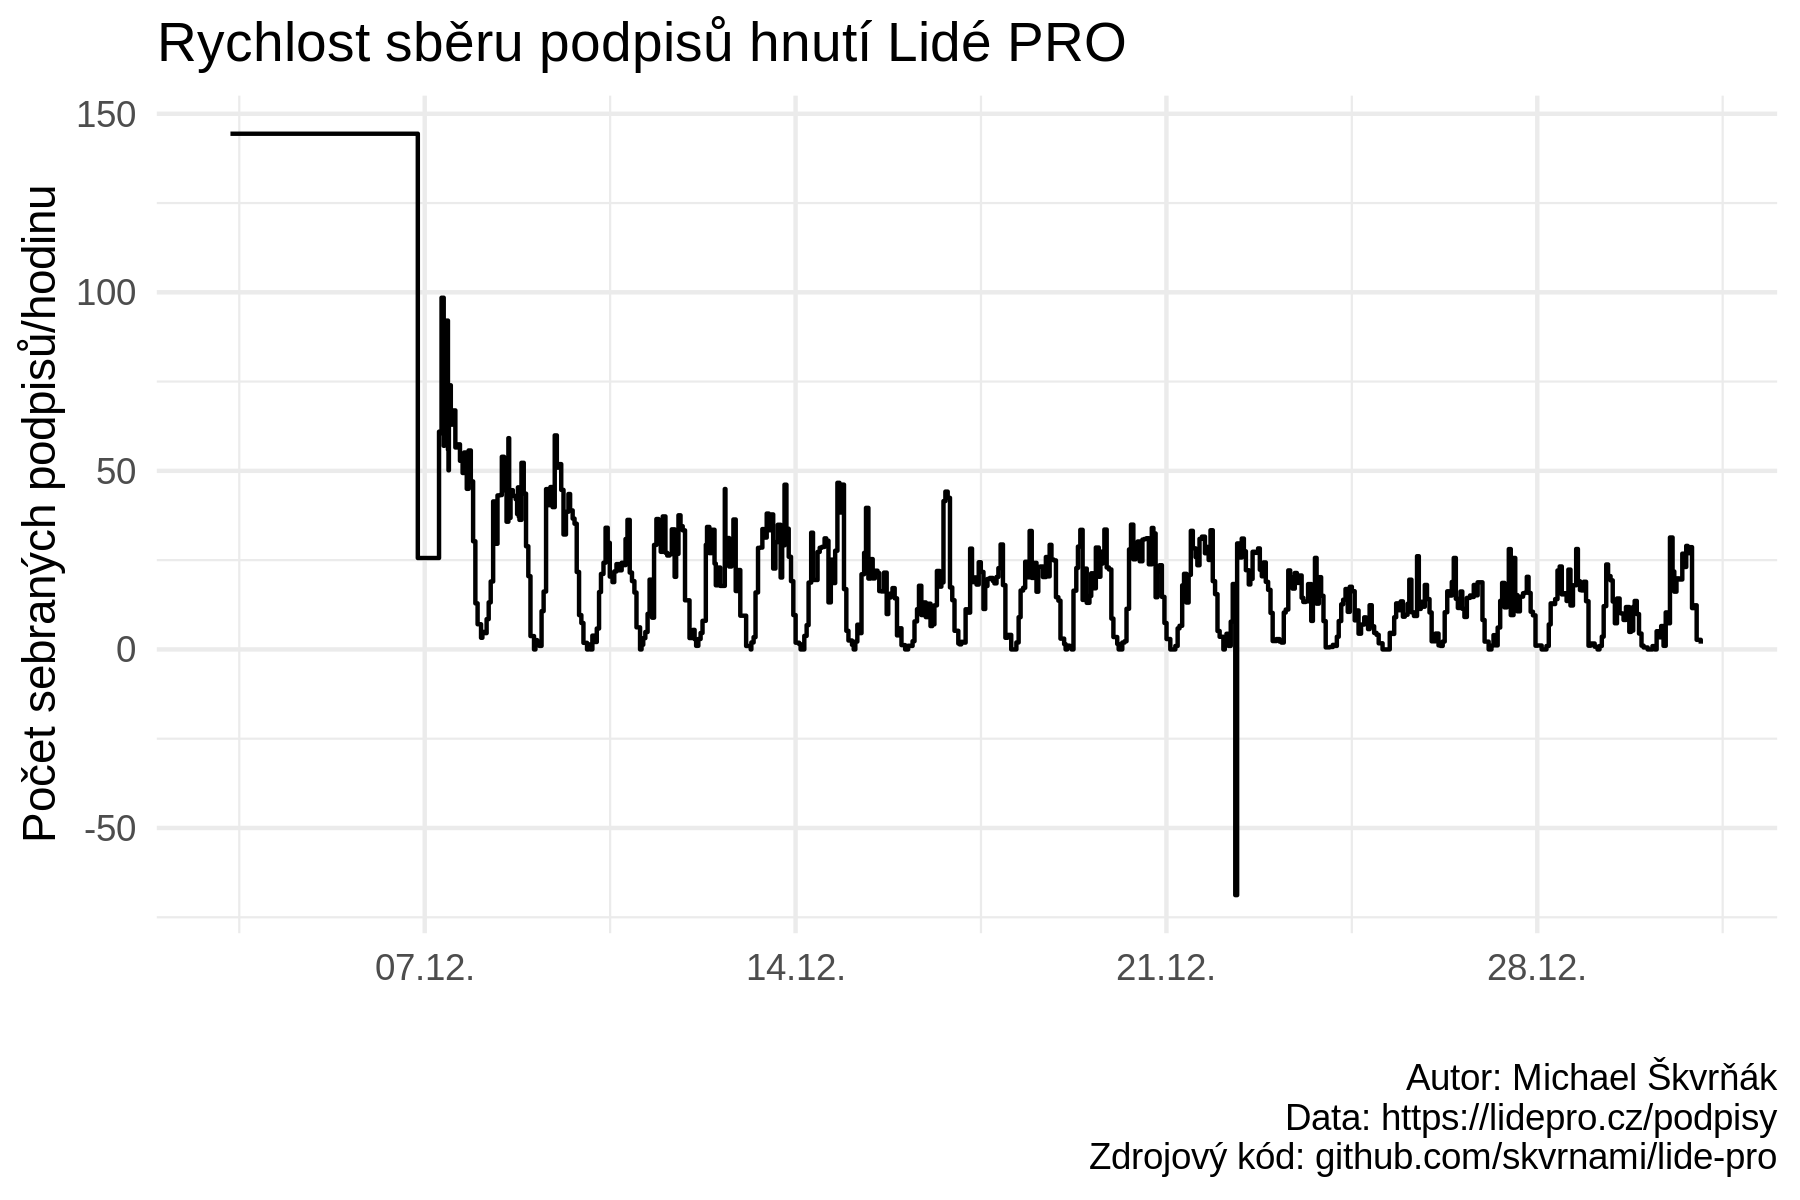 Rychlost sběru podpisů hnutí Lidé PRO
Počet sebraných podpisů/hodinu
150
100
50
0
-50
07.12.
14.12.
21.12.
28.12.
Autor: Michael Škvrňák
Data: https://lidepro.cz/podpisy
Zdrojový kód: github.com/skvrnami/lide-pro